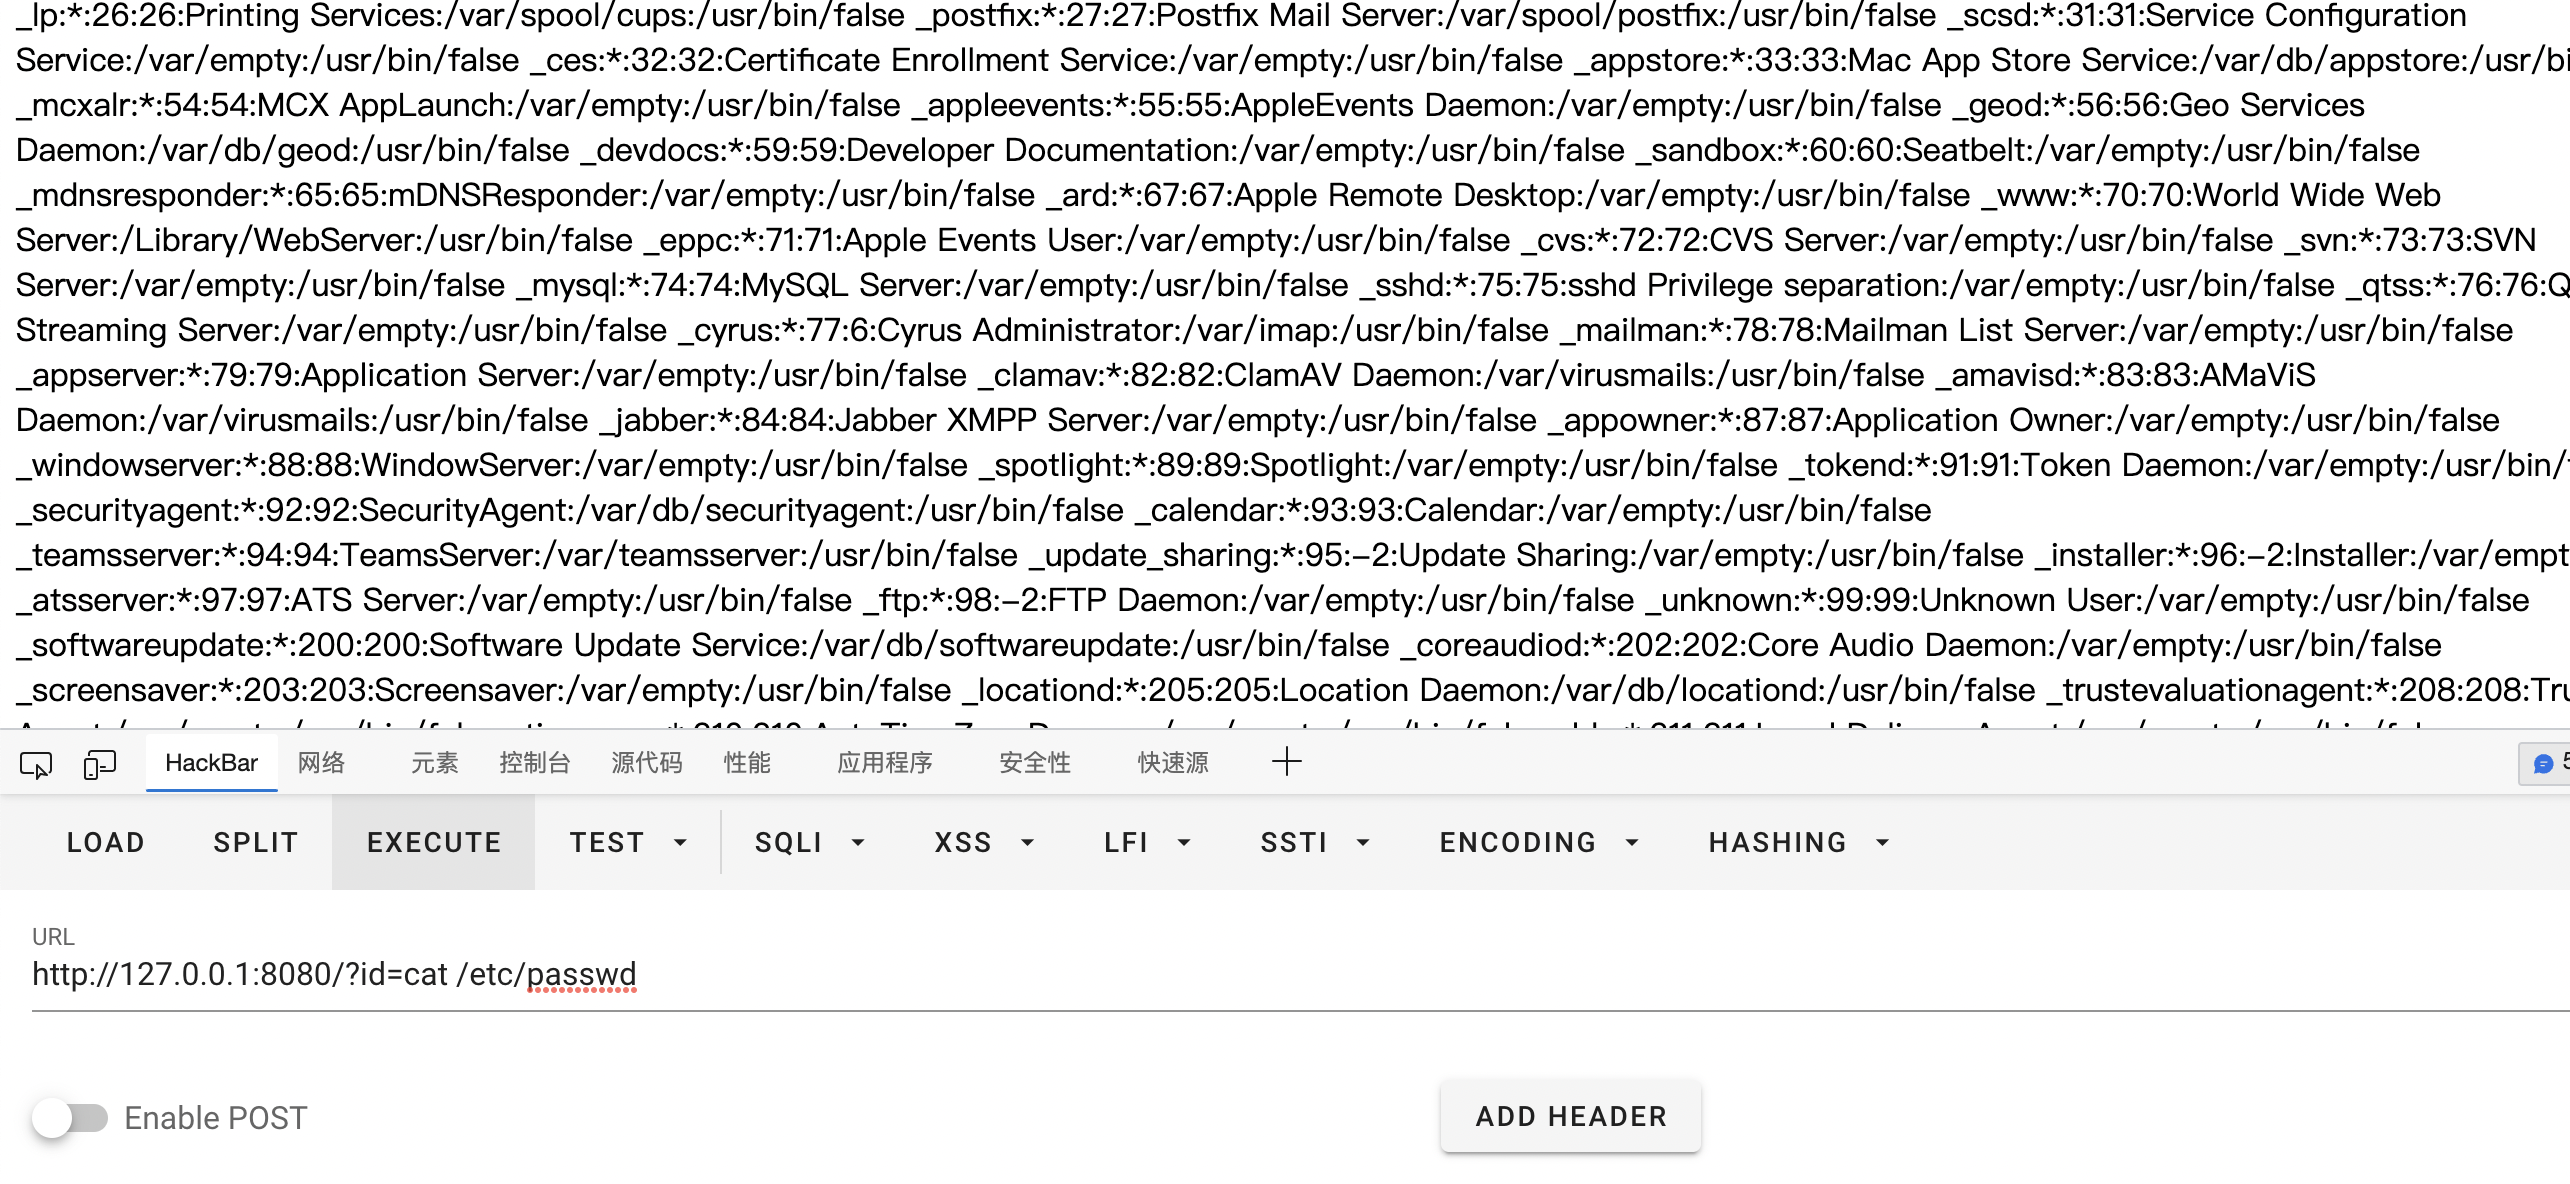 _lp:*:26:26:Printing Services:/var/spool/cups:/usr/bin/false _postfix:*:27:27:Postfix Mail Server:/var/spool/postfix:/usr/bin/false _scsd:*:31:31:Service Configuration
Service:/var/empty:/usr/bin/false _ces:*:32:32:Certificate Enrollment Service:/var/empty:/usr/bin/false _appstore:*:33:33:Mac App Store Service:/var/db/appstore:/usr/bi
_mcxalr:*:54:54:MCX AppLaunch:/var/empty:/usr/bin/false _appleevents:*:55:55:AppleEvents Daemon:/var/empty:/usr/bin/false _geod:*:56:56:Geo Services
Daemon:/var/db/geod:/usr/bin/false _devdocs:*:59:59:Developer Documentation:/var/empty:/usr/bin/false _sandbox:*:60:60:Seatbelt:/var/empty:/usr/bin/false
_mdnsresponder:*:65:65:mDNSResponder:/var/empty:/usr/bin/false _ard:*:67:67:Apple Remote Desktop:/var/empty:/usr/bin/false _www:*:70:70:World Wide Web
Server:/Library/WebServer:/usr/bin/false _eppc:*:71:71:Apple Events User:/var/empty:/usr/bin/false _cvs:*:72:72:CVS Server:/var/empty:/usr/bin/false _svn:*:73:73:SVN
Server:/var/empty:/usr/bin/false _mysql:*:74:74:MySQL Server:/var/empty:/usr/bin/false _sshd:*:75:75:sshd Privilege separation:/var/empty:/usr/bin/false _qtss:*:76:76:Q
Streaming Server:/var/empty:/usr/bin/false _cyrus:*:77:6:Cyrus Administrator:/var/imap:/usr/bin/false _mailman:*:78:78:Mailman List Server:/var/empty:/usr/bin/false
_appserver:*:79:79:Application Server:/var/empty:/usr/bin/false _clamav:*:82:82:ClamAV Daemon:/var/virusmails:/usr/bin/false _amavisd:*:83:83:AMaViS
Daemon:/var/virusmails:/usr/bin/false _jabber:*:84:84:Jabber XMPP Server:/var/empty:/usr/bin/false _appowner:*:87:87:Application Owner:/var/empty:/usr/bin/false
_windowserver:*:88:88:WindowServer:/var/empty:/usr/bin/false _spotlight:*:89:89:Spotlight:/var/empty:/usr/bin/false _tokend:*:91:91:Token Daemon:/var/empty:/usr/bin/
_securityagent:*:92:92:SecurityAgent:/var/db/securityagent:/usr/bin/false _calendar:*:93:93:Calendar:/var/empty:/usr/bin/false
_teamsserver:*:94:94:TeamsServer:/var/teamsserver:/usr/bin/false _update_sharing:*:95:-2:Update Sharing:/var/empty:/usr/bin/false _installer:*:96:-2:Installer:/var/empt
_atsserver:*:97:97:ATS Server:/var/empty:/usr/bin/false _ftp:*:98:-2:FTP Daemon:/var/empty:/usr/bin/false _unknown:*:99:99:Unknown User:/var/empty:/usr/bin/false
_softwareupdate:*:200:200:Software Update Service:/var/db/softwareupdate:/usr/bin/false _coreaudiod:*:202:202:Core Audio Daemon:/var/empty:/usr/bin/false
_screensaver:*:203:203:Screensaver:/var/empty:/usr/bin/false _locationd:*:205:205:Location Daemon:/var/db/locationd:/usr/bin/false _trustevaluationagent:*:208:208:Tru
HackBar 网络 元素 控制台 源代码 性能 应用程序 安全性 快速源 5
LOAD SPLIT EXECUTE TEST SQLI XSS LFI SSTI ENCODING HASHING
URL
http://127.0.0.1:8080/?id=cat /etc/passwd
Enable POST ADD HEADER